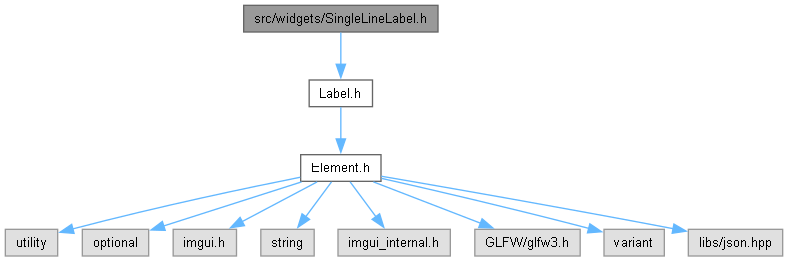 src/widgets/SingleLineLabel.h
Label.h
Element.h
utility
optional
imgui.h
string
imgui_internal.h
GLFW/glfw3.h
variant
libs/json.hpp